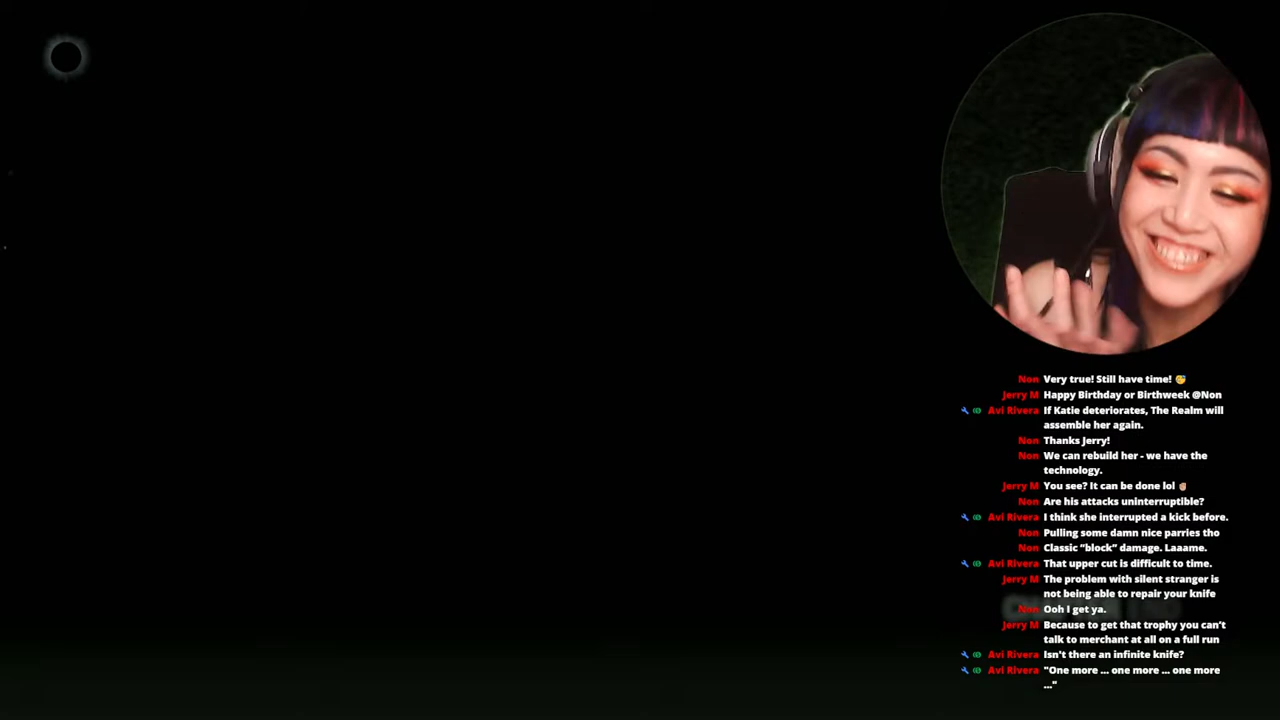 Non Very true! Still have time! 🤓
Jerry M Happy Birthday or Birthweek @Non
Avi Rivera If Katie deteriorates, The Realm will
assemble her again.
Non Thanks Jerry!
Non We can rebuild her - we have the
technology.
Jerry M You see? It can be done lol
Non Are his attacks uninterruptible?
Avi Rivera I think she interrupted a kick before.
Non Pulling some damn nice parries tho
Non Classic “block” damage. Laaame.
Avi Rivera That upper cut is difficult to time.
Jerry M The problem with silent stranger is
not being able to repair your knife
Non Ooh I get ya.
Jerry M Because to get that trophy you can’t
talk to merchant at all on a full run
Avi Rivera Isn't there an infinite knife?
Avi Rivera "One more ... one more ... one more
..."